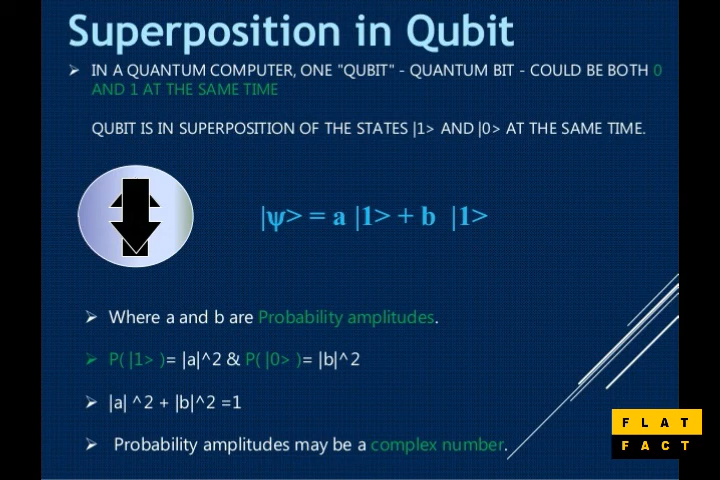 Superposition in Qubit
➢ IN A QUANTUM COMPUTER, ONE "QUBIT" - QUANTUM BIT - COULD BE BOTH 0
AND 1 AT THE SAME TIME
QUBIT IS IN SUPERPOSITION OF THE STATES |1> AND |0> AT THE SAME TIME.
|ψ> = a |1> + b |1>
➢ Where a and b are Probability amplitudes.
➢ P( |1> )= |a|^2 & P( |0> )= |b|^2
➢ |a| ^2 + |b|^2 =1
➢ Probability amplitudes may be a complex number.
FLAT
FACT